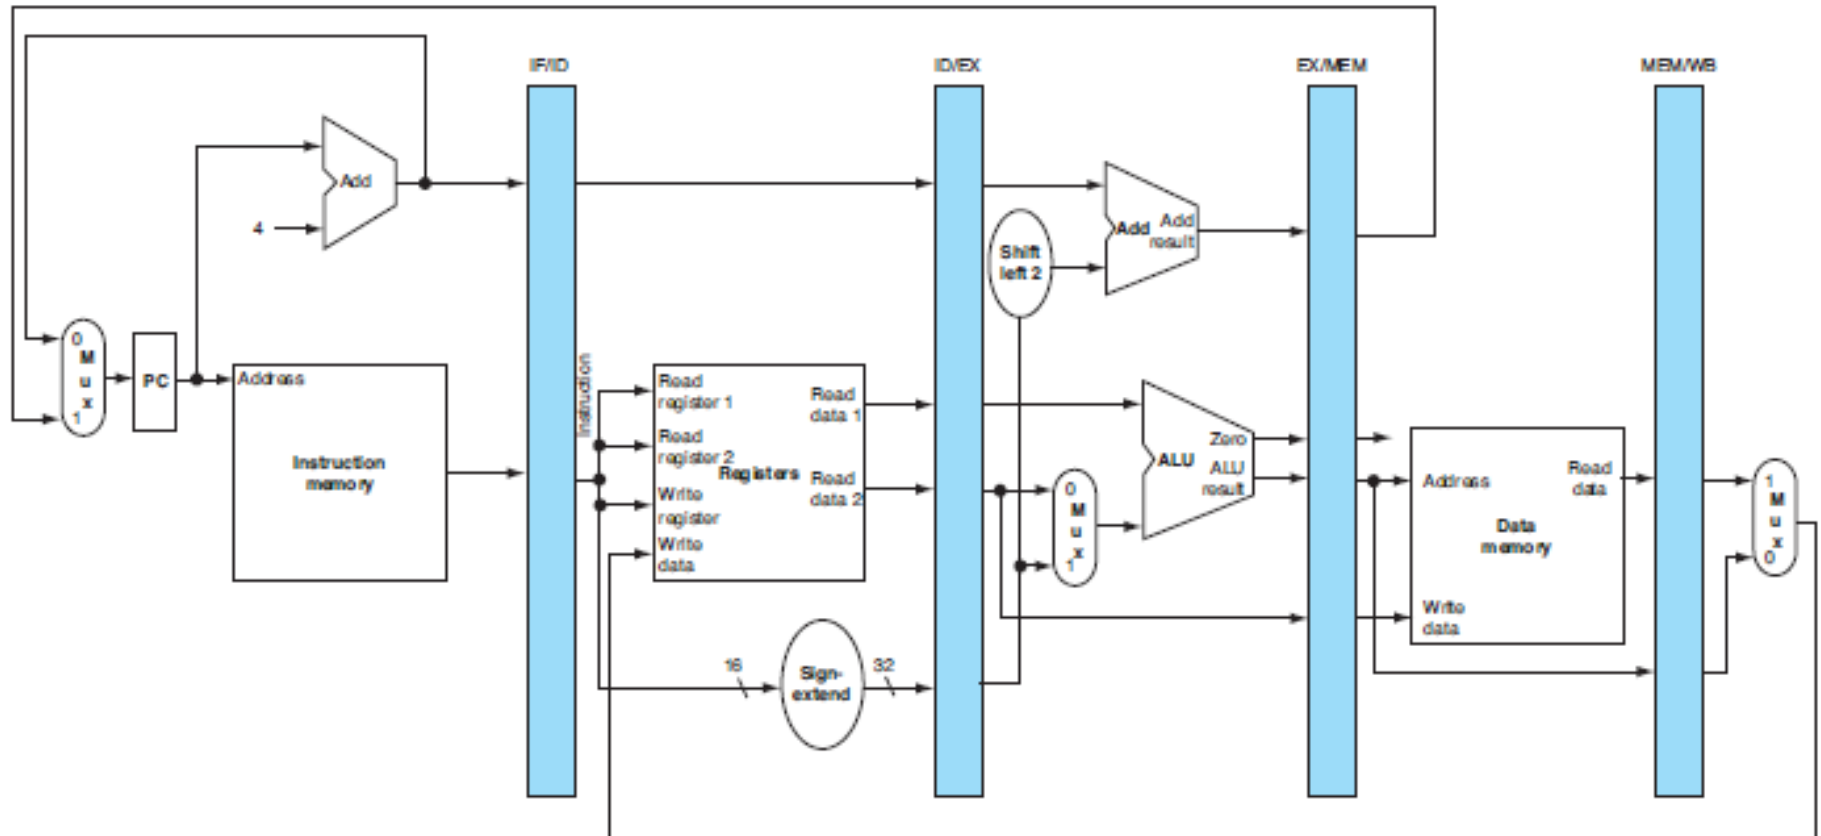 IF/ID
ID/EX
EX/MEM
MEM/WB
Add
4
Add Add
result
Shift
left 2
0
M
u
x
1
PC
Address
Instruction
memory
Instruction
Read
register 1
Read
data 1
Read
register 2
Registers
Read
data 2
Write
register
Write
data
16
Sign-
extend
32
0
M
u
x
1
Zero
ALU
ALU
result
Address
Read
data
Data
memory
Write
data
1
M
u
x
0